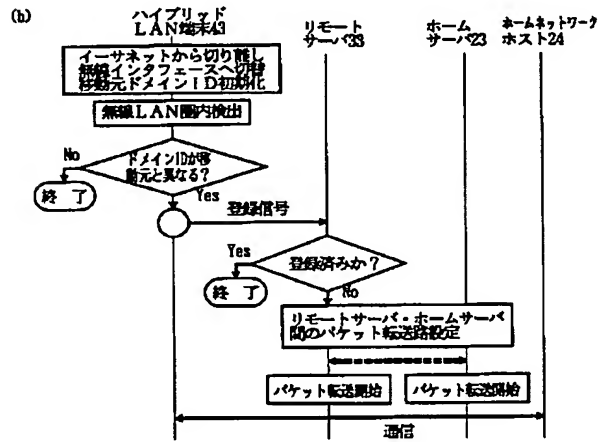 (b)
ハイブリッド
LAN端末43
リモート
サーバ33
ホーム
サーバ23
ホームネットワーク
ホスト24
イーサネットから切り離し
無線インタフェースへ切替
移動元ドメインID初期化
無線LAN圏内検出
ドメインIDが移
動元と異なる?
No
終 了
Yes
登録信号
登録済みか?
Yes
終 了
No
リモートサーバ・ホームサーバ
間のパケット転送路設定
パケット転送開始
パケット転送開始
通信